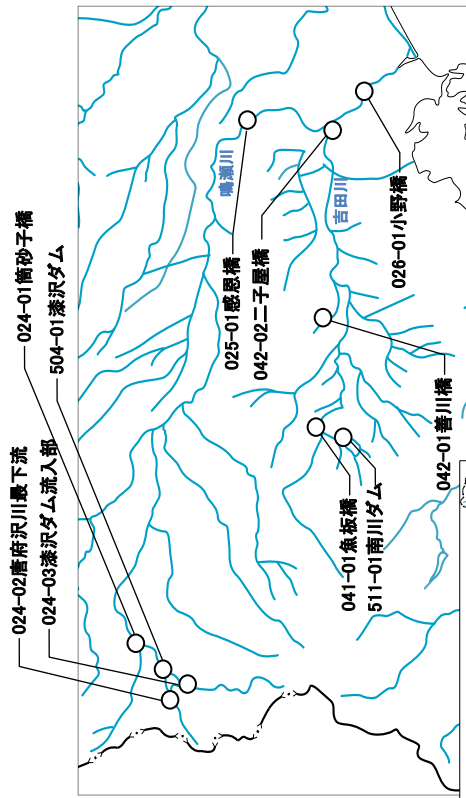 024-02唐府沢川最下流
024-03漆沢ダム流入部
024-01筒砂子橋
504-01漆沢ダム
鳴瀬川
025-01感恩橋
042-02二子屋橋
吉田川
026-01小野橋
041-01魚板橋
511-01南川ダム
042-01善川橋